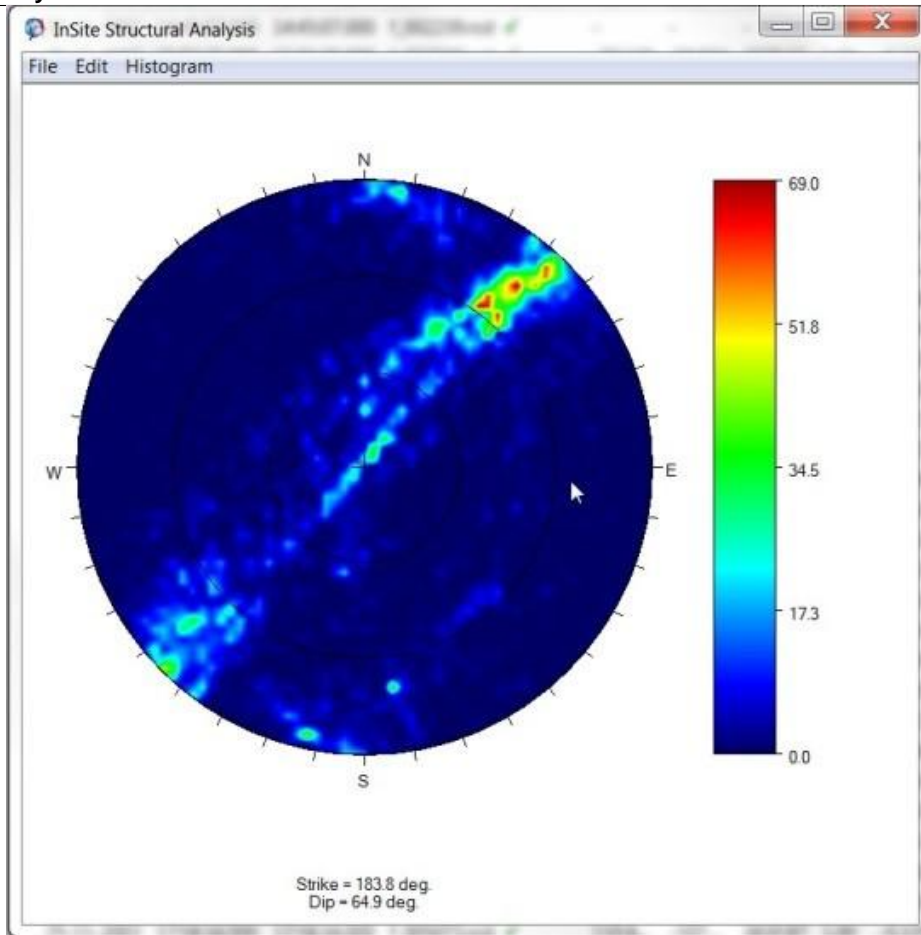 InSite Structural Analysis
File Edit Histogram
N
69.0
51.8
W
E
34.5
17.3
S
0.0
Strike = 183.8 deg.
Dip = 64.9 deg.